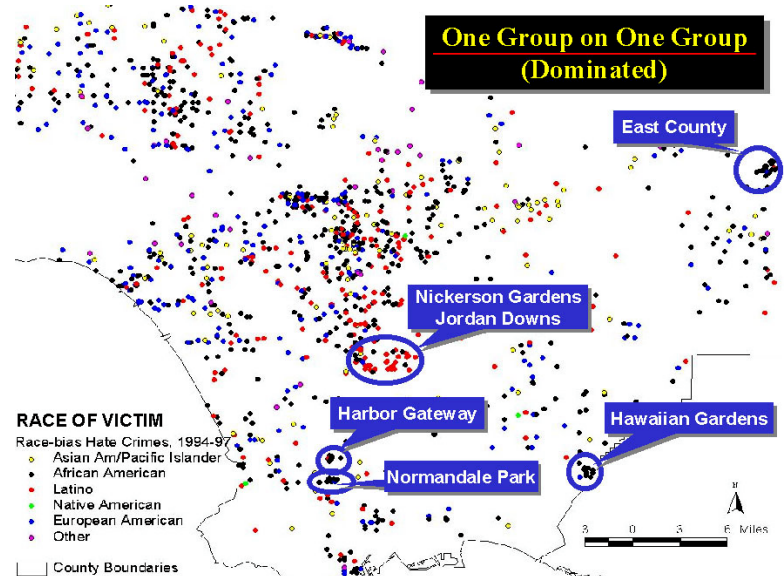 One Group on One Group
(Dominated)
East County
Nickerson Gardens
Jordan Downs
Harbor Gateway
Hawaiian Gardens
Normandale Park
RACE OF VICTIM
Race-bias Hate Crimes, 1994-97
Asian Am/Pacific Islander
African American
Latino
Native American
European American
Other
County Boundaries
3 0 3 6 Miles